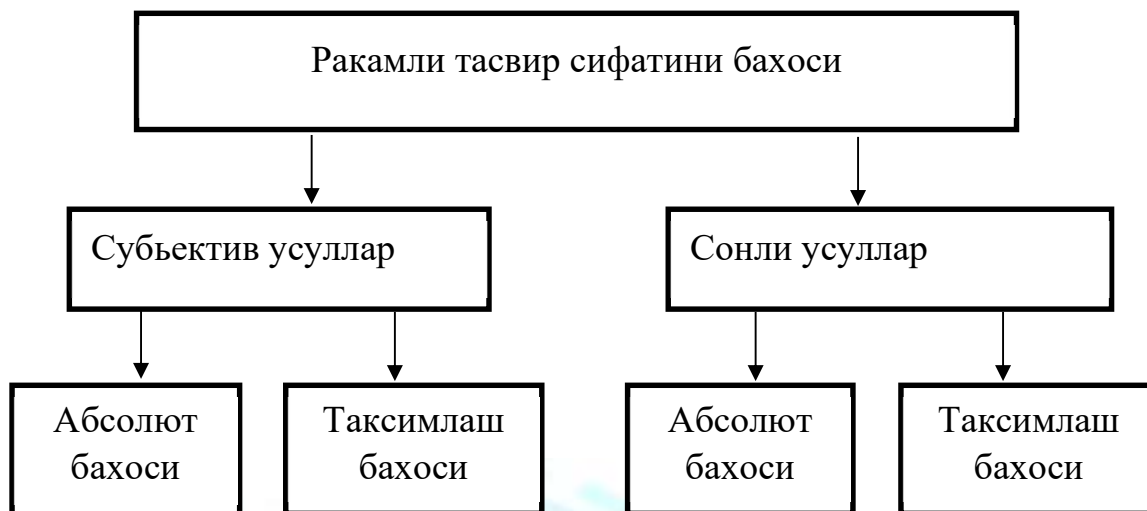 Ракамли тасвир сифатини бахоси
Субьектив усуллар
Сонли усуллар
Абсолют
бахоси
Таксимлаш
бахоси
Абсолют
бахоси
Таксимлаш
бахоси